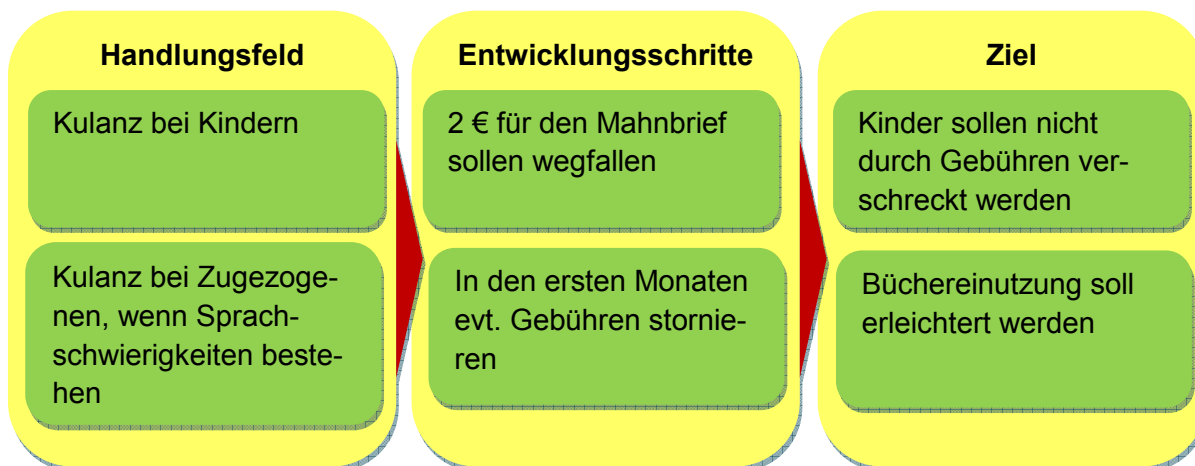 Handlungsfeld
Kulanz bei Kindern
Kulanz bei Zugezoge-
nen, wenn Sprach-
schwierigkeiten beste-
hen
Entwicklungsschritte
2 € für den Mahnbrief
sollen wegfallen
In den ersten Monaten
evt. Gebühren stornie-
ren
Ziel
Kinder sollen nicht
durch Gebühren ver-
schreckt werden
Büchereinutzung soll
erleichtert werden